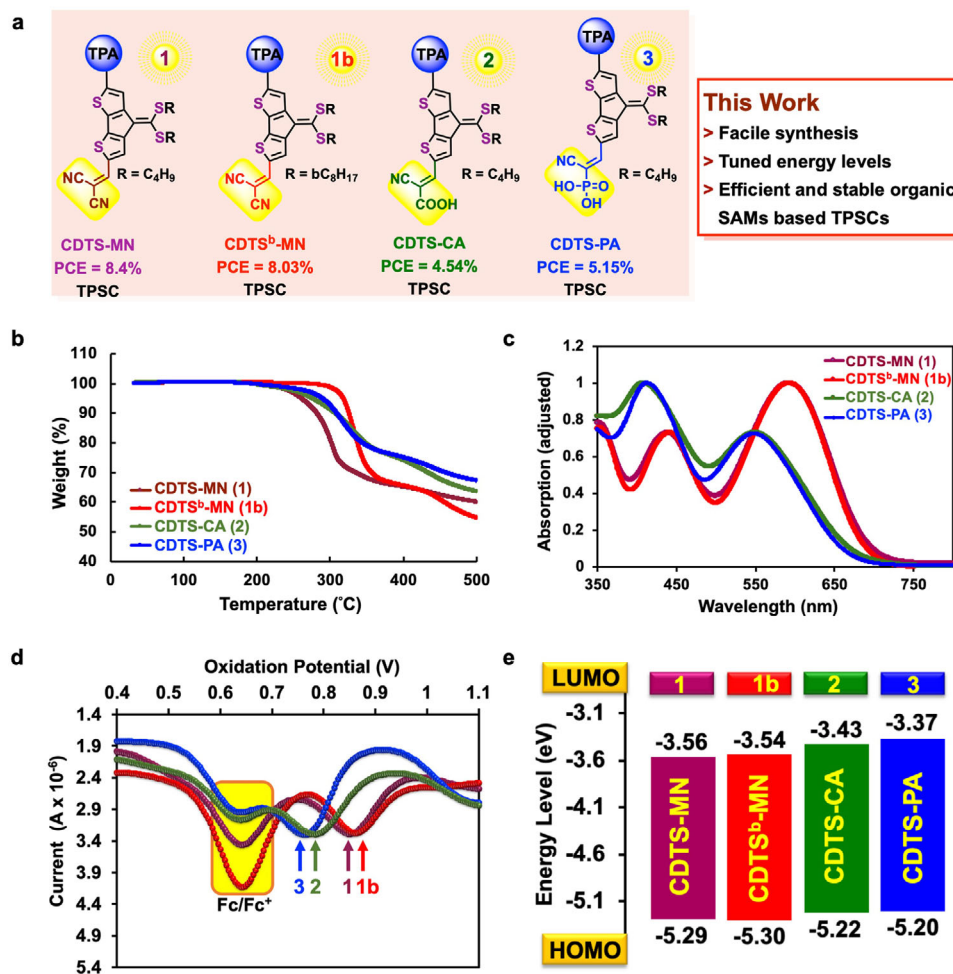 a
TPA 1 TPA 1b TPA 2 TPA 3
S SR S SR S SR S SR
S SR S SR S SR S SR
NC R = C₄H₉ NC R = bC₈H₁₇ NC R = C₄H₉ NC R = C₄H₉
CN CN COOH HO-P=O
OH
CDTS-MN CDTSᵇ-MN CDTS-CA CDTS-PA
PCE = 8.4% PCE = 8.03% PCE = 4.54% PCE = 5.15%
TPSC TPSC TPSC TPSC
This Work
> Facile synthesis
> Tuned energy levels
> Efficient and stable organic
SAMs based TPSCs
b
Weight (%)
110
100
90
80
70
60
50
40
CDTS-MN (1)
CDTSᵇ-MN (1b)
CDTS-CA (2)
CDTS-PA (3)
0 100 200 300 400 500
Temperature (˚C)
c
Absorption (adjusted)
1.2
1
0.8
0.6
0.4
0.2
0
CDTS-MN (1)
CDTSᵇ-MN (1b)
CDTS-CA (2)
CDTS-PA (3)
350 450 550 650 750
Wavelength (nm)
d
Oxidation Potential (V)
0.4 0.5 0.6 0.7 0.8 0.9 1 1.1
Current (A x 10⁻⁶)
1.4
1.9
2.4
2.9
3.4
3.9
4.4
4.9
5.4
3 2 1 1b
Fc/Fc⁺
e
LUMO 1 1b 2 3
Energy Level (eV)
-3.1
-3.6
-4.1
-4.6
-5.1
-3.56 -3.54 -3.43 -3.37
CDTS-MN CDTSᵇ-MN CDTS-CA CDTS-PA
-5.29 -5.30 -5.22 -5.20
HOMO